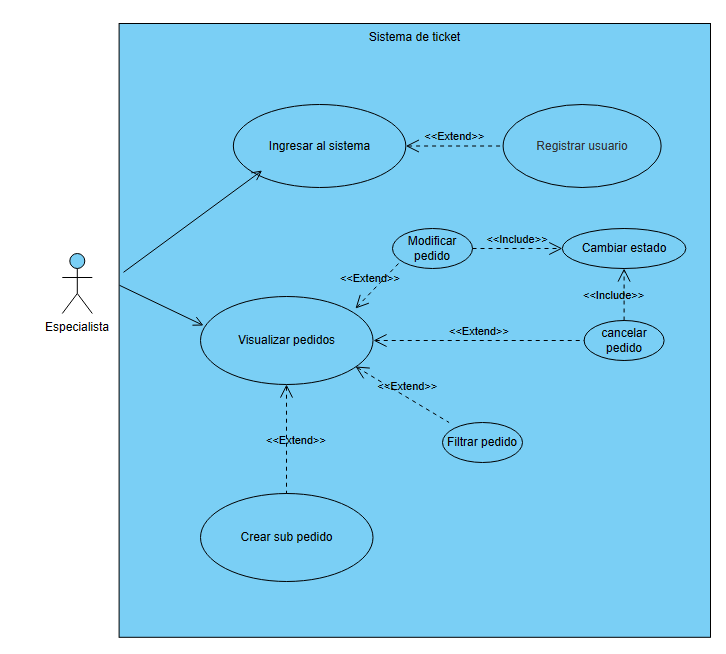 Sistema de ticket
Ingresar al sistema
<<Extend>>
Registrar usuario
Modificar
pedido
<<Include>>
Cambiar estado
<<Extend>>
<<Include>>
Especialista
Visualizar pedidos
<<Extend>>
cancelar
pedido
<<Extend>>
Filtrar pedido
<<Extend>>
Crear sub pedido